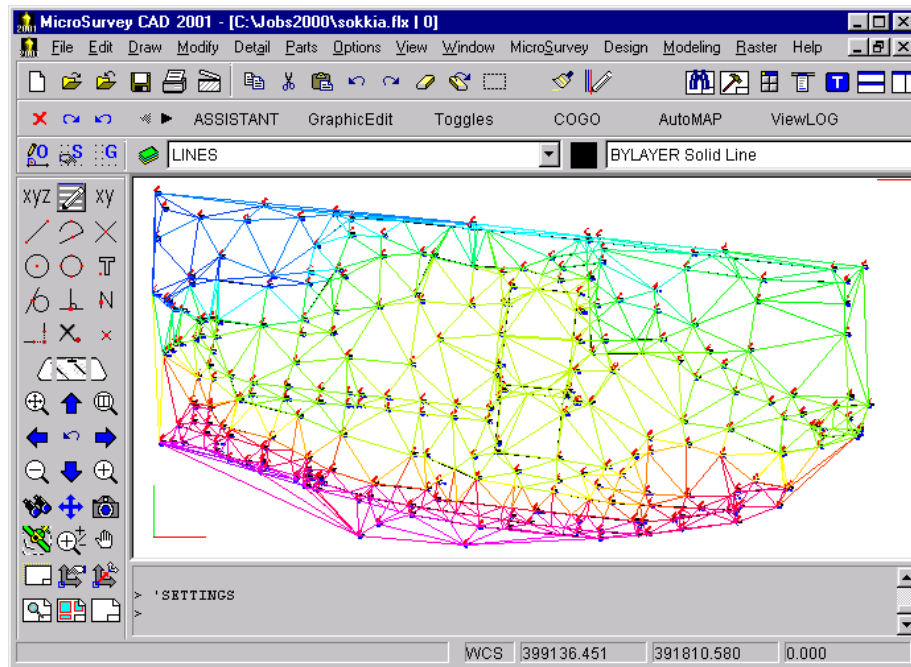 MicroSurvey CAD 2001 - [C:\Jobs2000\sokkia.flx | 0]
File Edit Draw Modify Detail Parts Options View Window MicroSurvey Design Modeling Raster Help
T
ASSISTANT GraphicEdit Toggles COGO AutoMAP ViewLOG
O S G LINES BYLAYER Solid Line
xyz xy
T
N
> 'SETTINGS
>
WCS 399136.451 391810.580 0.000